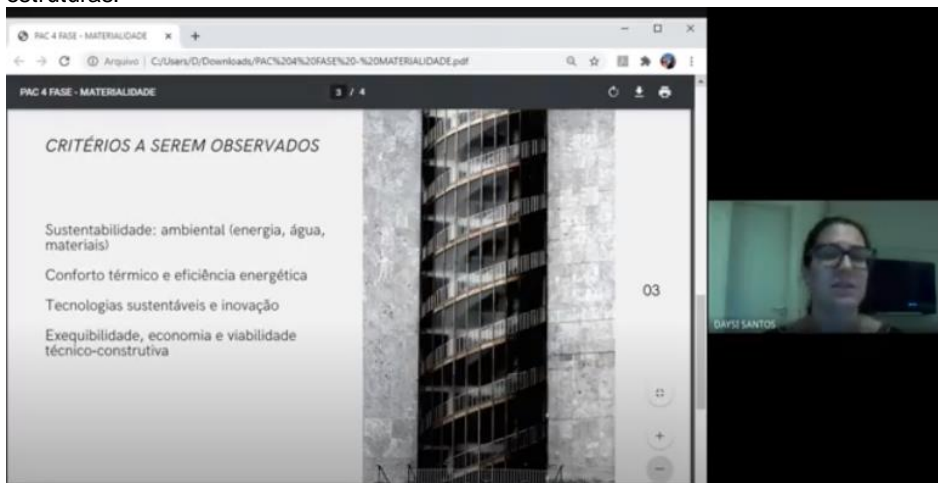 PAC 4 FASE - MATERIALIDADE
Arquivo | C:/Users/D/Downloads/PAC%204%20FASE%20-%20MATERIALIDADE.pdf
PAC 4 FASE - MATERIALIDADE 3 / 4
CRITÉRIOS A SEREM OBSERVADOS
Sustentabilidade: ambiental (energia, água,
materiais)
Conforto térmico e eficiência energética
Tecnologias sustentáveis e inovação
Exequibilidade, economia e viabilidade
técnico-construtiva
03
DAYSI SANTOS